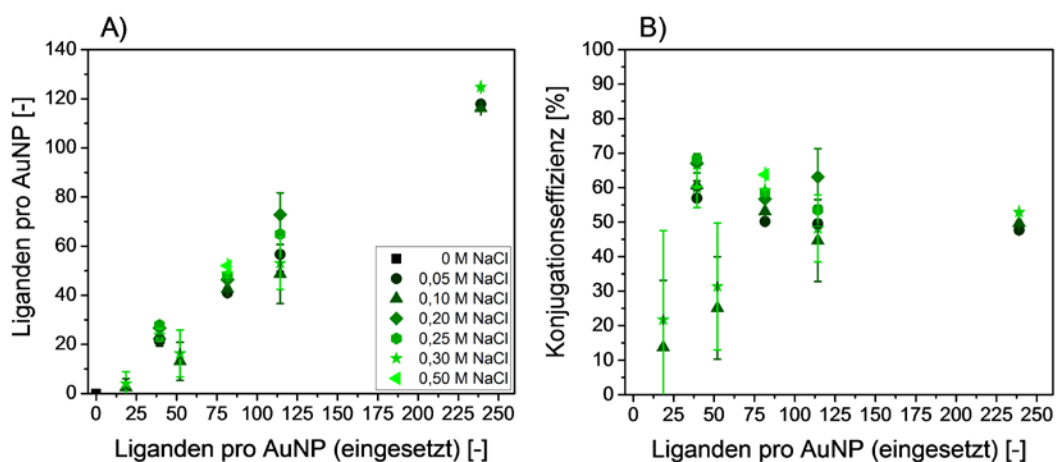 A)
140
120
100
80
60
40
20
0
Liganden pro AuNP [-]
0 M NaCl
0,05 M NaCl
0,10 M NaCl
0,20 M NaCl
0,25 M NaCl
0,30 M NaCl
0,50 M NaCl
0 25 50 75 100 125 150 175 200 225 250
Liganden pro AuNP (eingesetzt) [-]
B)
100
90
80
70
60
50
40
30
20
10
0
Konjugationseffizienz [%]
0 25 50 75 100 125 150 175 200 225 250
Liganden pro AuNP (eingesetzt) [-]